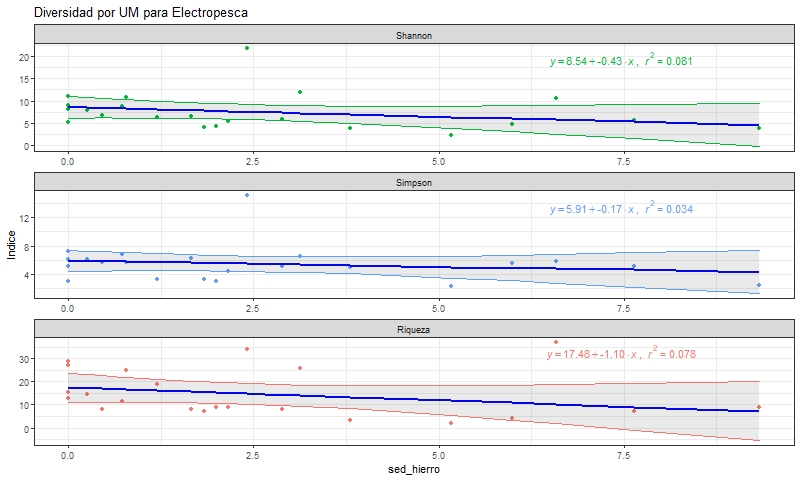 Diversidad por UM para Electropesca
Shannon
y = 8.54 + -0.43 · x ,  r² = 0.081
20
15
10
5
0
0.0 2.5 5.0 7.5
Simpson
y = 5.91 + -0.17 · x ,  r² = 0.034
12
8
4
0.0 2.5 5.0 7.5
Indice
Riqueza
y = 17.48 + -1.10 · x ,  r² = 0.078
30
20
10
0
0.0 2.5 5.0 7.5
sed_hierro